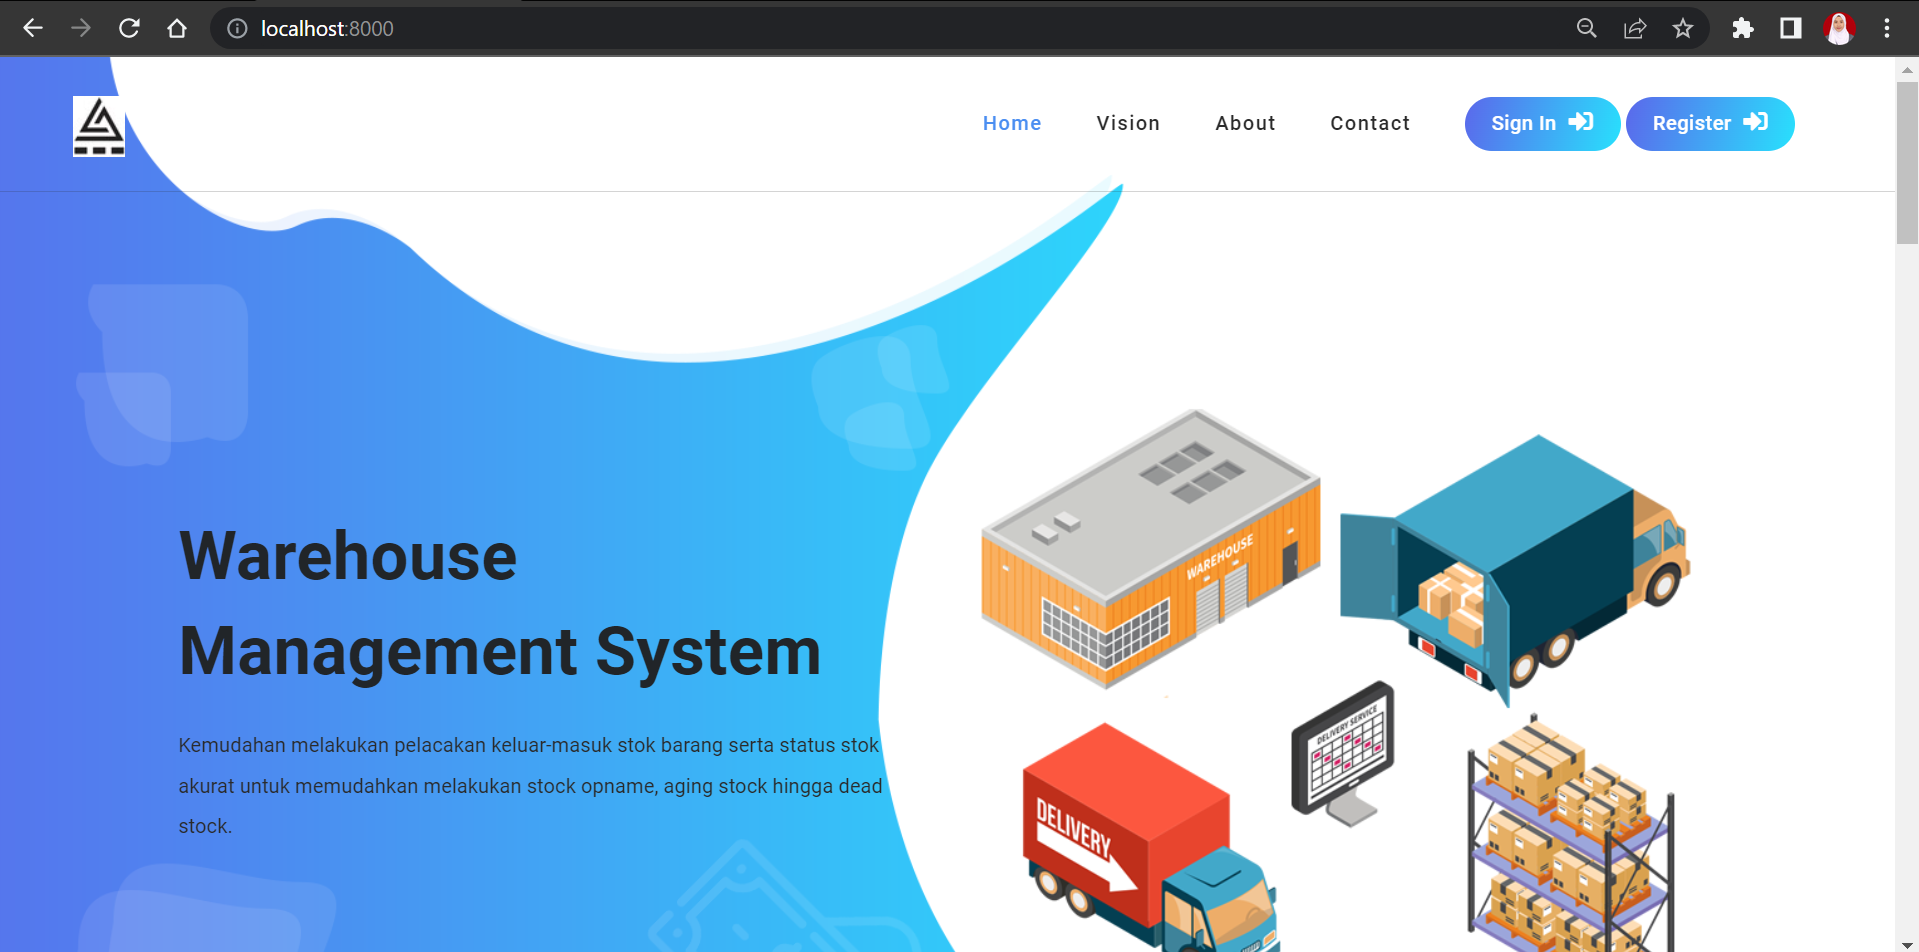 localhost:8000
Home
Vision
About
Contact
Sign In
Register
Warehouse
Management System
Kemudahan melakukan pelacakan keluar-masuk stok barang serta status stok
akurat untuk memudahkan melakukan stock opname, aging stock hingga dead
stock.
WAREHOUSE
DELIVERY SERVICE
DELIVERY